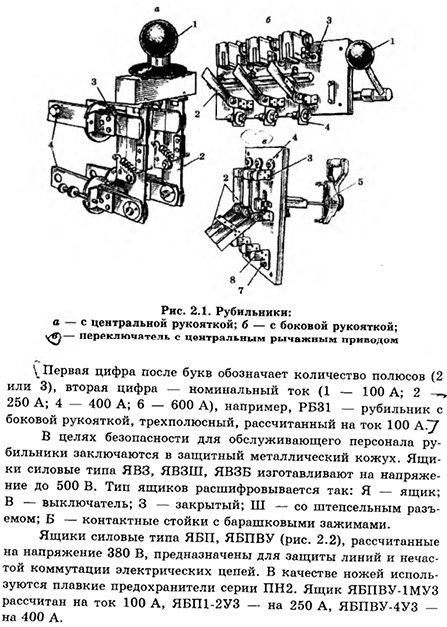 а
1
б
3
1
3
2
4
4
2
в
4
3
2
5
8
7
Рис. 2.1. Рубильники:
а — с центральной рукояткой; б — с боковой рукояткой;
в — переключатель с центральным рычажным приводом
Первая цифра после букв обозначает количество полюсов (2
или 3), вторая цифра — номинальный ток (1 — 100 А; 2 —
250 А; 4 — 400 А; 6 — 600 А), например, РБ31 — рубильник с
боковой рукояткой, трехполюсный, рассчитанный на ток 100 А.
В целях безопасности для обслуживающего персонала ру-
бильники заключаются в защитный металлический кожух. Ящи-
ки силовые типа ЯВЗ, ЯВЗШ, ЯВЗБ изготавливают на напряже-
ние до 500 В. Тип ящиков расшифровывается так: Я — ящик;
В — выключатель; З — закрытый; Ш — со штепсельным разъ-
емом; Б — контактные стойки с барашковыми зажимами.
Ящики силовые типа ЯБП, ЯБПВУ (рис. 2.2), рассчитанные
на напряжение 380 В, предназначены для защиты линий и нечас-
той коммутации электрических цепей. В качестве ножей исполь-
зуются плавкие предохранители серии ПН2. Ящик ЯБПВУ-1МУ3
рассчитан на ток 100 А, ЯБП1-2У3 — на 250 А, ЯБПВУ-4У3 —
на 400 А.